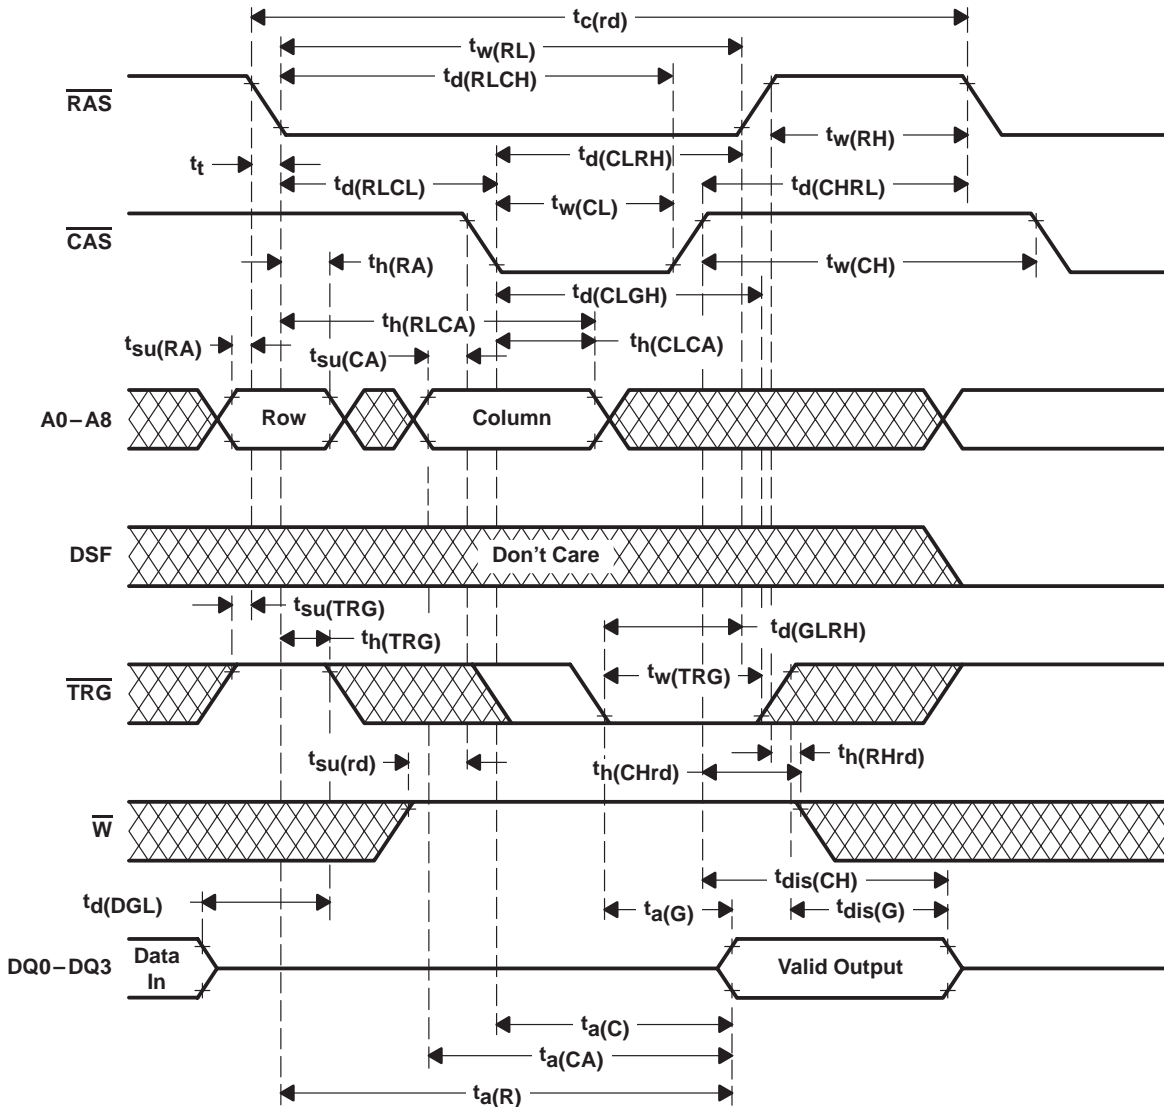 tc(rd)
tw(RL)
td(RLCH)
RAS
tw(RH)
tt
td(CLRH)
td(RLCL)
td(CHRL)
tw(CL)
CAS
th(RA)
tw(CH)
td(CLGH)
th(RLCA)
tsu(RA)
tsu(CA)
th(CLCA)
A0–A8
Row
Column
DSF
Don't Care
tsu(TRG)
td(GLRH)
th(TRG)
TRG
tw(TRG)
tsu(rd)
th(RHrd)
th(CHrd)
W
tdis(CH)
td(DGL)
ta(G)
tdis(G)
DQ0–DQ3
Data
In
Valid Output
ta(C)
ta(CA)
ta(R)